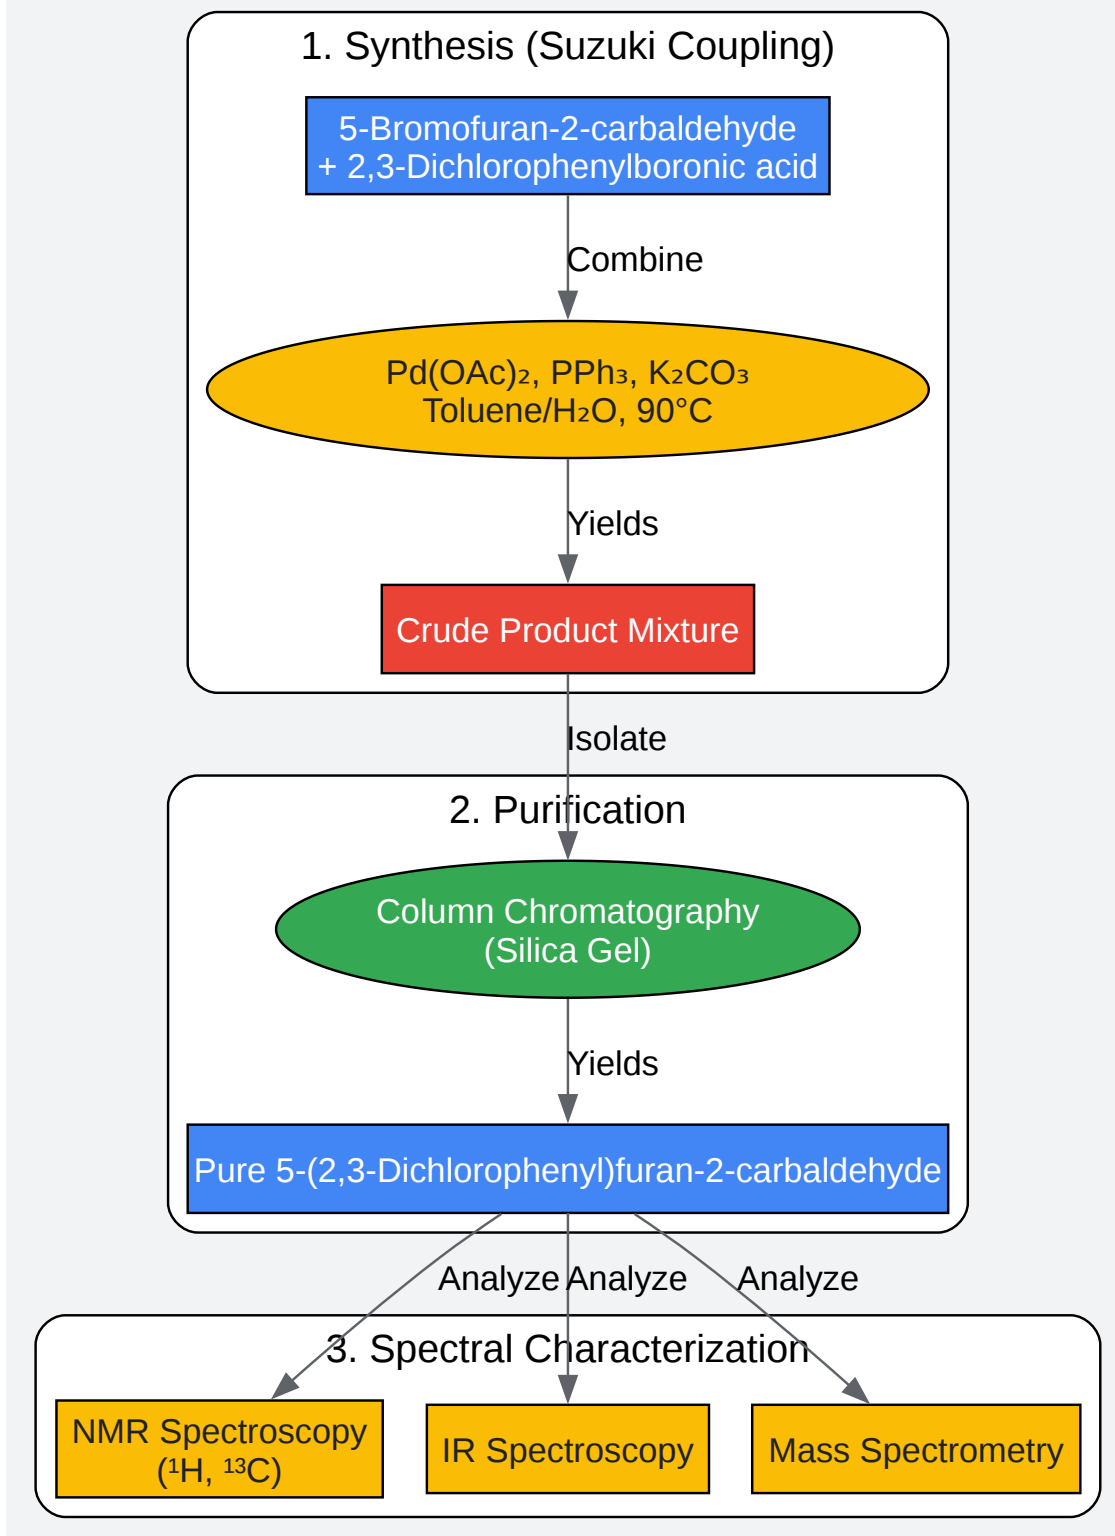 1. Synthesis (Suzuki Coupling)
5-Bromofuran-2-carbaldehyde
+ 2,3-Dichlorophenylboronic acid
Combine
Pd(OAc)₂, PPh₃, K₂CO₃
Toluene/H₂O, 90°C
Yields
Crude Product Mixture
Isolate
2. Purification
Column Chromatography
(Silica Gel)
Yields
Pure 5-(2,3-Dichlorophenyl)furan-2-carbaldehyde
Analyze Analyze Analyze
3. Spectral Characterization
NMR Spectroscopy
(¹H, ¹³C)
IR Spectroscopy
Mass Spectrometry